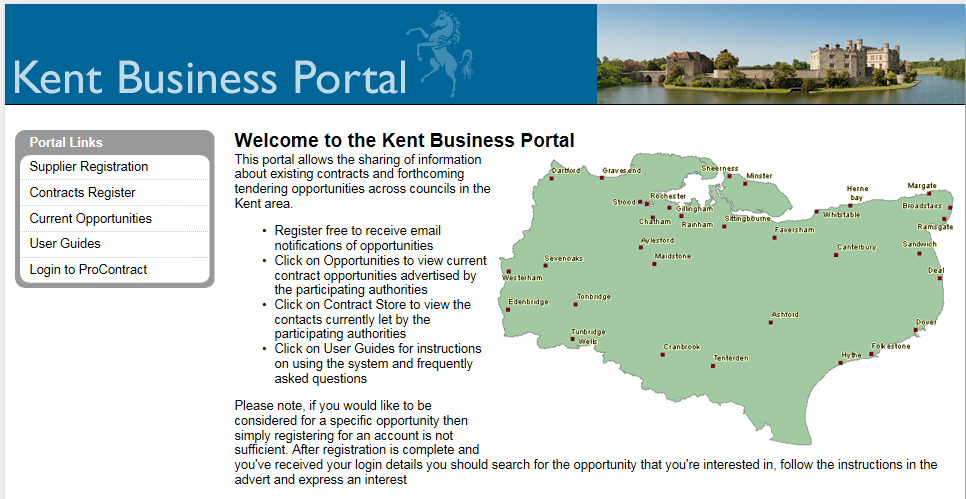 Kent Business Portal
Portal Links
Supplier Registration
Contracts Register
Current Opportunities
User Guides
Login to ProContract
Welcome to the Kent Business Portal
This portal allows the sharing of information
about existing contracts and forthcoming
tendering opportunities across councils in the
Kent area.
• Register free to receive email
notifications of opportunities
• Click on Opportunities to view current
contract opportunities advertised by
the participating authorities
• Click on Contract Store to view the
contacts currently let by the
participating authorities
• Click on User Guides for instructions
on using the system and frequently
asked questions
Please note, if you would like to be
considered for a specific opportunity then
simply registering for an account is not
sufficient. After registration is complete and
you've received your login details you should search for the opportunity that you're interested in, follow the instructions in the
advert and express an interest
Dartford
Gravesend
Sheerness
Minster
Herne
bay
Margate
Broadstairs
Ramsgate
Strood
Rochester
Gillingham
Chatham
Rainham
Sittingbourne
Whitstable
Faversham
Aylesford
Maidstone
Canterbury
Sandwich
Deal
Sevenoaks
Westerham
Edenbridge
Tonbridge
Ashford
Dover
Tunbridge
Wells
Cranbrook
Tenterden
Hythe
Folkestone